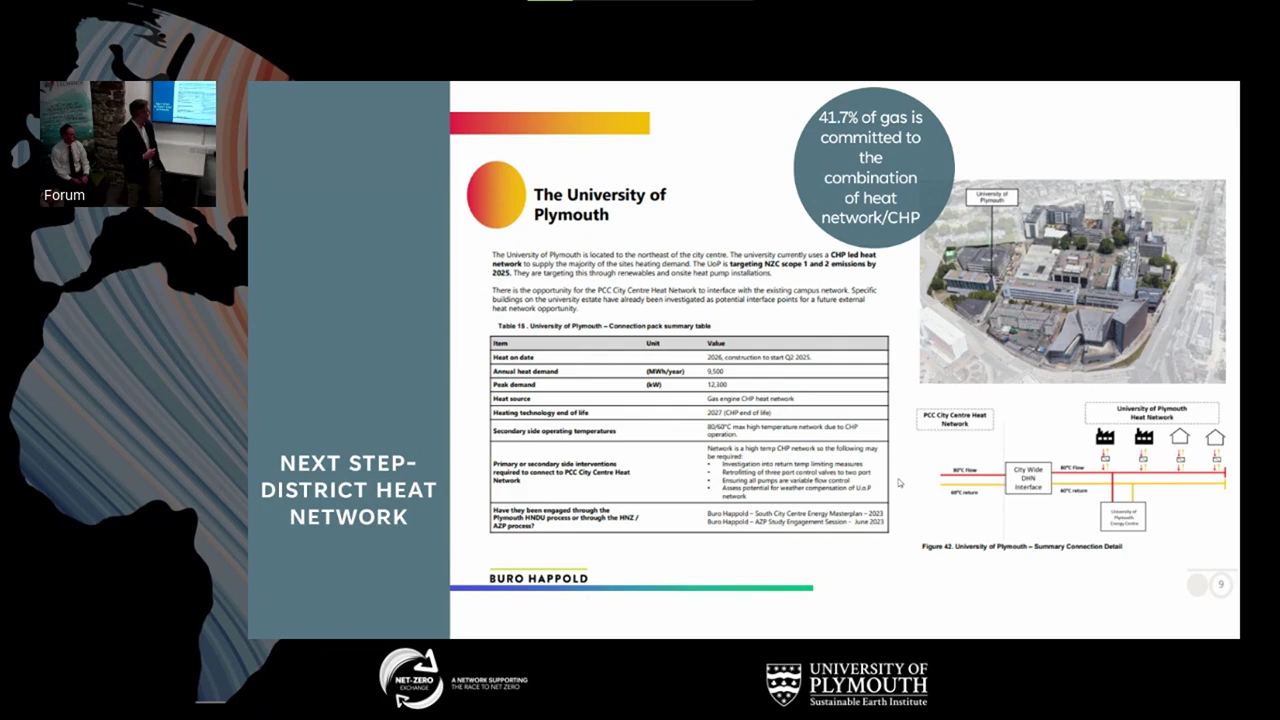 Forum
NEXT STEP-
DISTRICT HEAT
NETWORK
41.7% of gas is
committed to
the
combination
of heat
network/CHP
The University of
Plymouth
The University of Plymouth is located to the northeast of the city centre. The university currently uses a CHP led heat
network to supply the majority of the sites heating demand. The UoP is targeting NZC scope 1 and 2 emissions by
2025. They are targeting this through renewables and onsite heat pump installations.
There is the opportunity for the PCC City Centre Heat Network to interface with the existing campus network. Specific
buildings on the university estate have already been investigated as potential interface points for a future external
heat network opportunity.
Table 15 . University of Plymouth – Connection pack summary table
Item Unit Value
Heat on date 2026, construction to start Q2 2025.
Annual heat demand (MWh/year) 9,500
Peak demand (kW) 12,300
Heat source Gas engine CHP heat network
Heating technology end of life 2027 (CHP end of life)
Secondary side operating temperatures 80/60°C max high temperature network due to CHP
operation.
Primary or secondary side interventions
required to connect to PCC City Centre Heat
Network
Network is a high temp CHP network so the following may
be required:
• Investigation into return temp limiting measures
• Retrofitting of three port control valves to two port
• Ensuring all pumps are variable flow control
• Assess potential for weather compensation of U.o.P
network
Have they been engaged through the
Plymouth HNDU process or through the HNZ /
AZP process?
Buro Happold – South City Centre Energy Masterplan – 2023
Buro Happold – AZP Study Engagement Session - June 2023
University of
Plymouth
PCC City Centre Heat
Network
University of Plymouth
Heat Network
80°C Flow
60°C return
City Wide
DHN
Interface
80°C Flow
60°C return
University of
Plymouth
Energy Centre
Figure 42. University of Plymouth – Summary Connection Detail
BURO HAPPOLD
9
NET-ZERO
EXCHANGE
A NETWORK SUPPORTING
THE RACE TO NET ZERO
UNIVERSITY OF
PLYMOUTH
Sustainable Earth Institute